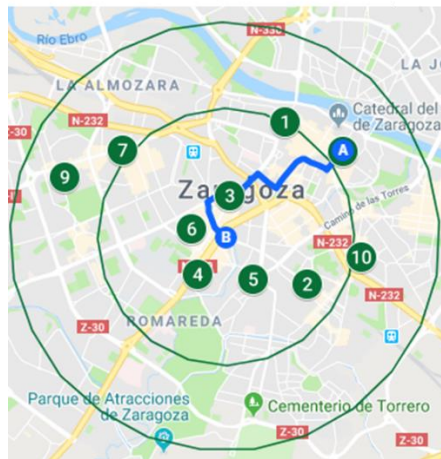 N-330
Río Ebro
LA JO
LA ALMOZARA
Catedral del
de Zaragoza
N-232
1
7
A
9
Zaragoza
3
Camino de las Torres
6
B
N-232
10
4
5
2
N-232
Z-30
ROMAREDA
Z-30
Parque de Atracciones
de Zaragoza
Cementerio de Torrero
Z-30